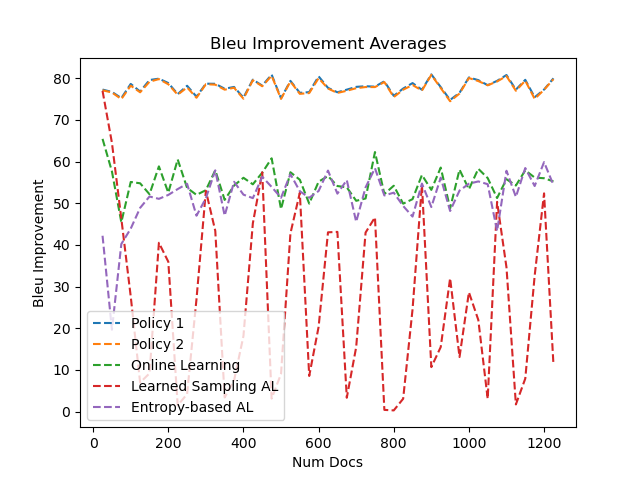 Bleu Improvement Averages
Bleu Improvement
80
70
60
50
40
30
20
10
0
Policy 1
Policy 2
Online Learning
Learned Sampling AL
Entropy-based AL
0 200 400 600 800 1000 1200
Num Docs